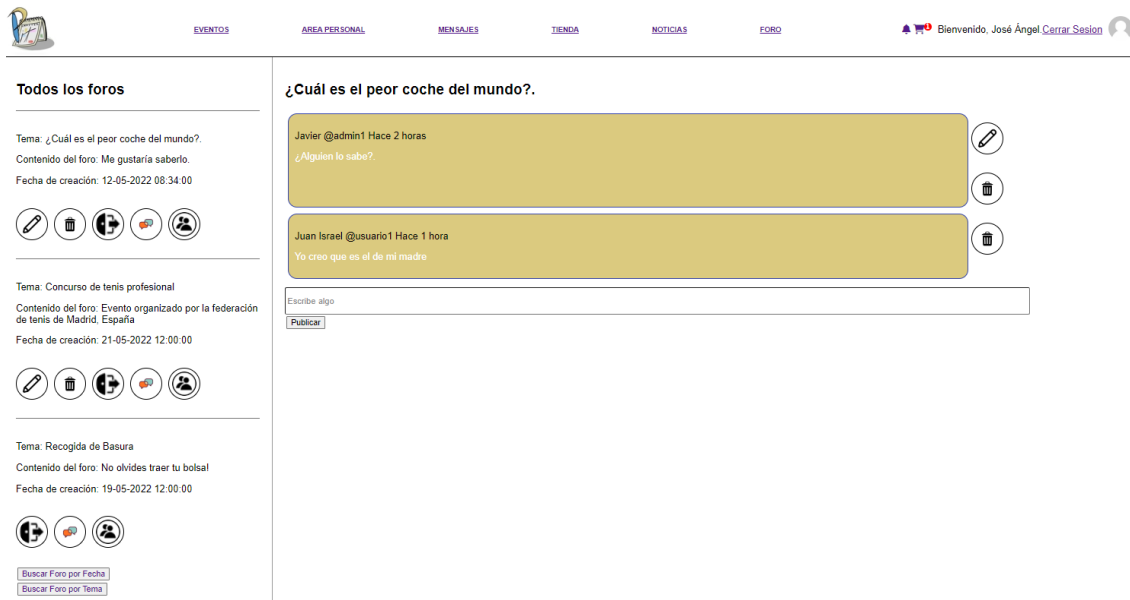 EVENTOS
AREA PERSONAL
MENSAJES
TIENDA
NOTICIAS
FORO
0
Bienvenido, José Ángel.Cerrar Sesion
Todos los foros
Tema: ¿Cuál es el peor coche del mundo?.
Contenido del foro: Me gustaría saberlo.
Fecha de creación: 12-05-2022 08:34:00
Tema: Concurso de tenis profesional
Contenido del foro: Evento organizado por la federación
de tenis de Madrid, España
Fecha de creación: 21-05-2022 12:00:00
Tema: Recogida de Basura
Contenido del foro: No olvides traer tu bolsa!
Fecha de creación: 19-05-2022 12:00:00
Buscar Foro por Fecha
Buscar Foro por Tema
¿Cuál es el peor coche del mundo?.
Javier @admin1 Hace 2 horas
¿Alguien lo sabe?.
Juan Israel @usuario1 Hace 1 hora
Yo creo que es el de mi madre
Escribe algo
Publicar